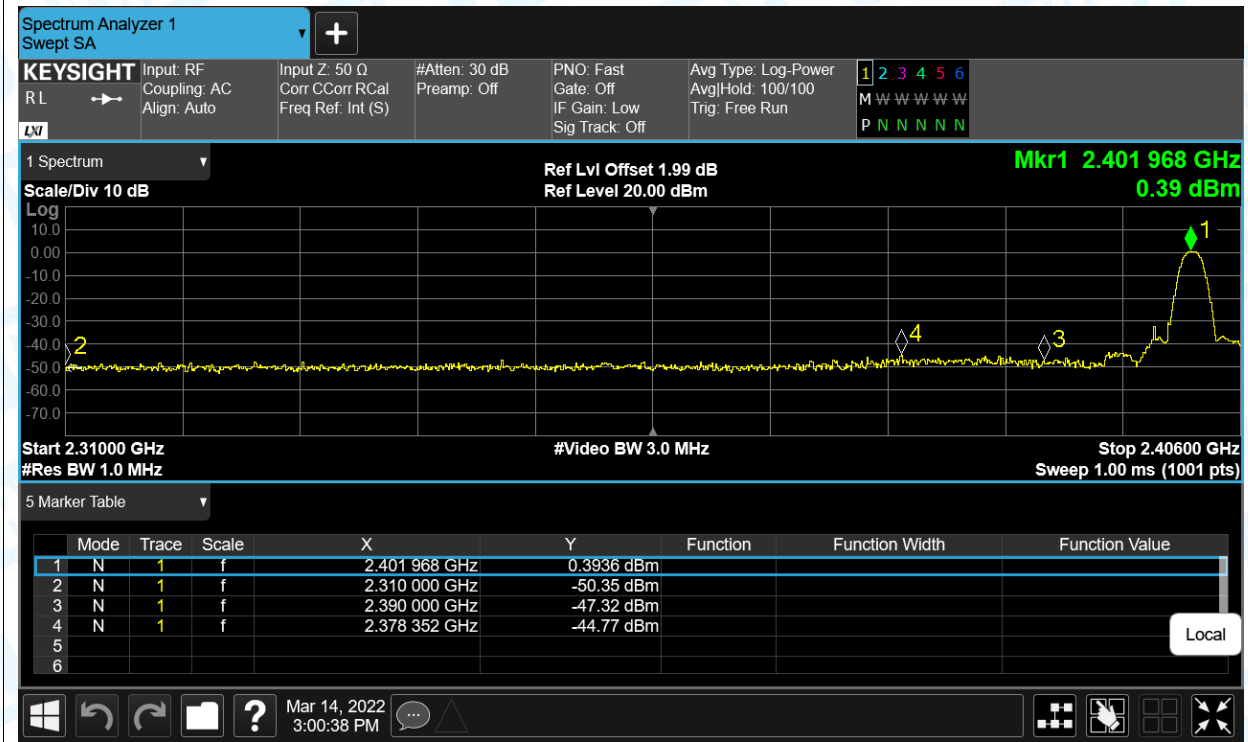 Spectrum Analyzer 1
Swept SA
KEYSIGHT
R L
LXI
Input: RF
Coupling: AC
Align: Auto
Input Z: 50 Ω
Corr CCorr RCal
Freq Ref: Int (S)
#Atten: 30 dB
Preamp: Off
PNO: Fast
Gate: Off
IF Gain: Low
Sig Track: Off
Avg Type: Log-Power
Avg|Hold: 100/100
Trig: Free Run
1 2 3 4 5 6
M W W W W W W
P N N N N N N
1 Spectrum
Scale/Div 10 dB
Ref Lvl Offset 1.99 dB
Ref Level 20.00 dBm
Mkr1 2.401 968 GHz
0.39 dBm
Log
10.0
0.00
-10.0
-20.0
-30.0
-40.0
-50.0
-60.0
-70.0
1
2
4
3
Start 2.31000 GHz
#Video BW 3.0 MHz
Stop 2.40600 GHz
#Res BW 1.0 MHz
Sweep 1.00 ms (1001 pts)
5 Marker Table
Mode Trace Scale X Y Function Function Width Function Value
1 N 1 f 2.401 968 GHz 0.3936 dBm
2 N 1 f 2.310 000 GHz -50.35 dBm
3 N 1 f 2.390 000 GHz -47.32 dBm
4 N 1 f 2.378 352 GHz -44.77 dBm
5
6
Local
?
Mar 14, 2022
3:00:38 PM